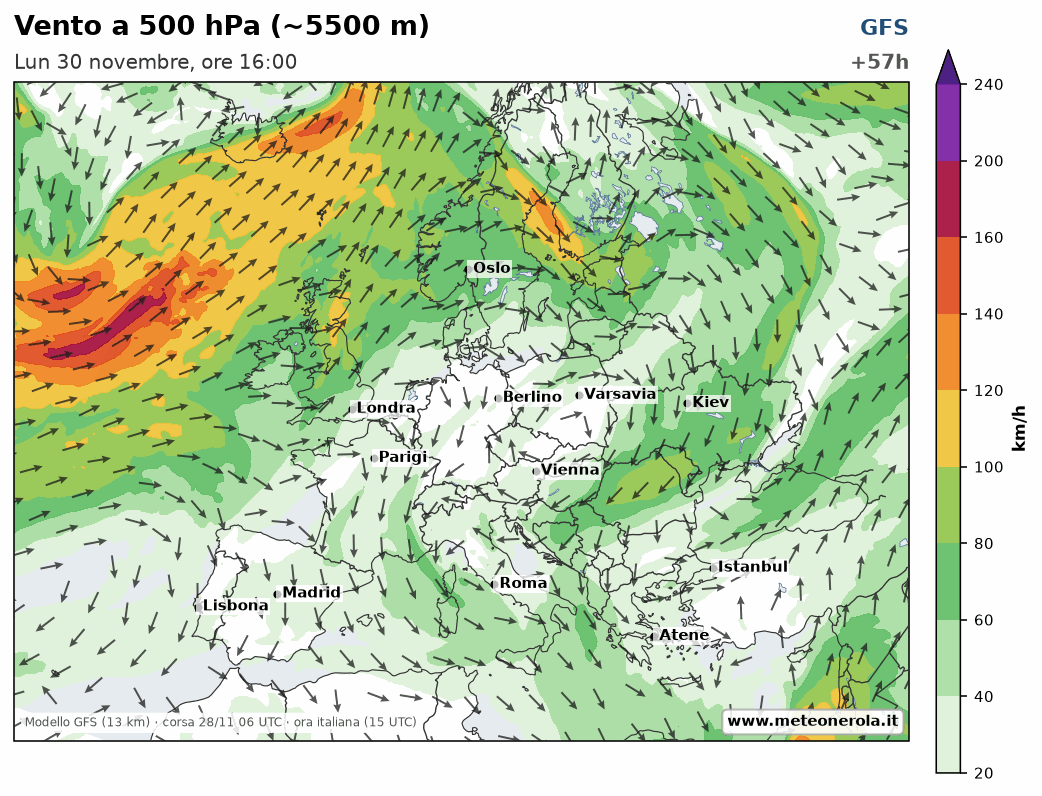 Vento a 500 hPa (~5500 m)
GFS
Lun 30 novembre, ore 16:00
+57h
240
200
160
140
120
100
80
60
40
20
km/h
Oslo
Berlino
Varsavia
Kiev
Londra
Parigi
Vienna
Istanbul
Roma
Madrid
Lisbona
Atene
Modello GFS (13 km) · corsa 28/11 06 UTC · ora italiana (15 UTC)
www.meteonerola.it